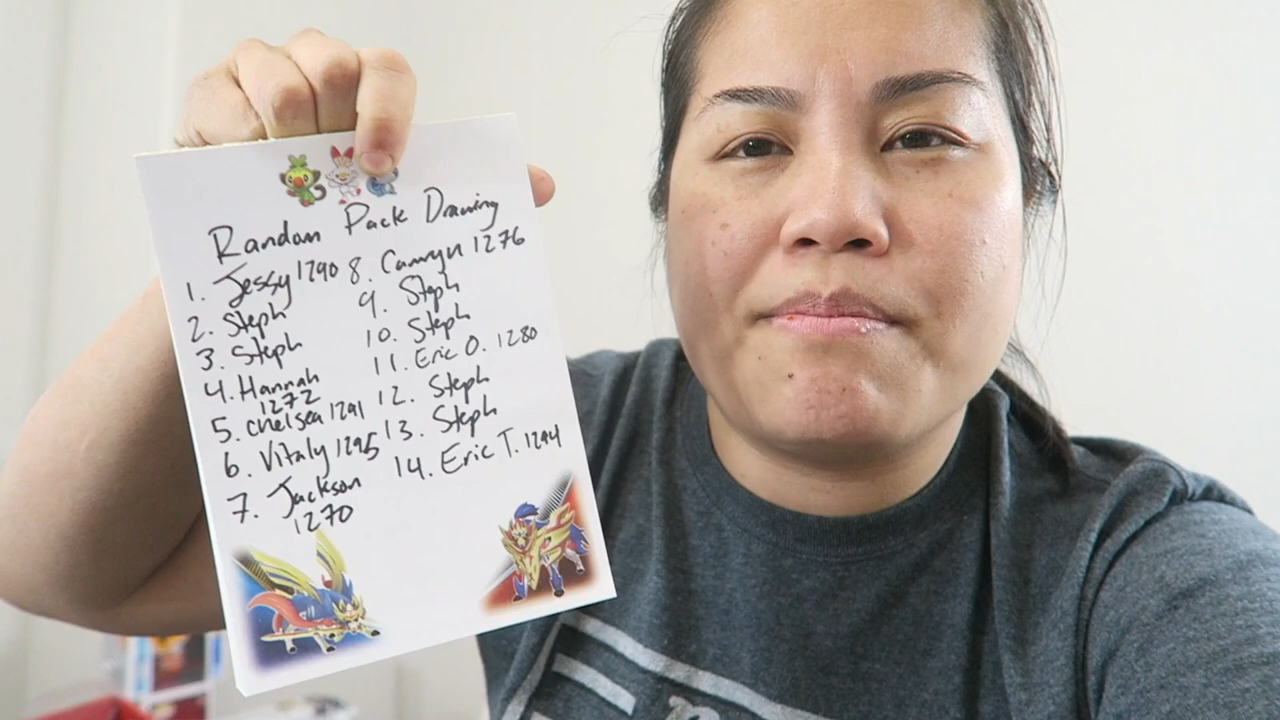 Random Pack Drawing
1. Jessy 1290
2. Steph
3. Steph
4. Hannah
1272
5. Chelsea 1291
6. Vitaly 1295
7. Jackson
1270
8. Camryn 1276
9. Steph
10. Steph
11. Eric O. 1280
12. Steph
13. Steph
14. Eric T. 1294